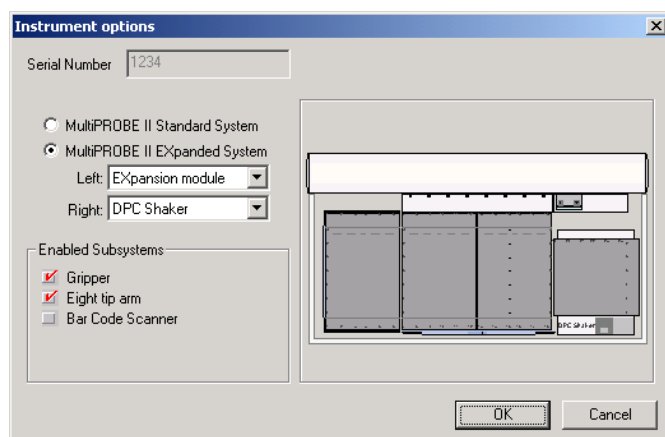 Instrument options
Serial Number 1234
MultiPROBE II Standard System
MultiPROBE II EXpanded System
Left: EXpansion module
Right: DPC Shaker
Enabled Subsystems
Gripper
Eight tip arm
Bar Code Scanner
DPC Shaker
OK Cancel